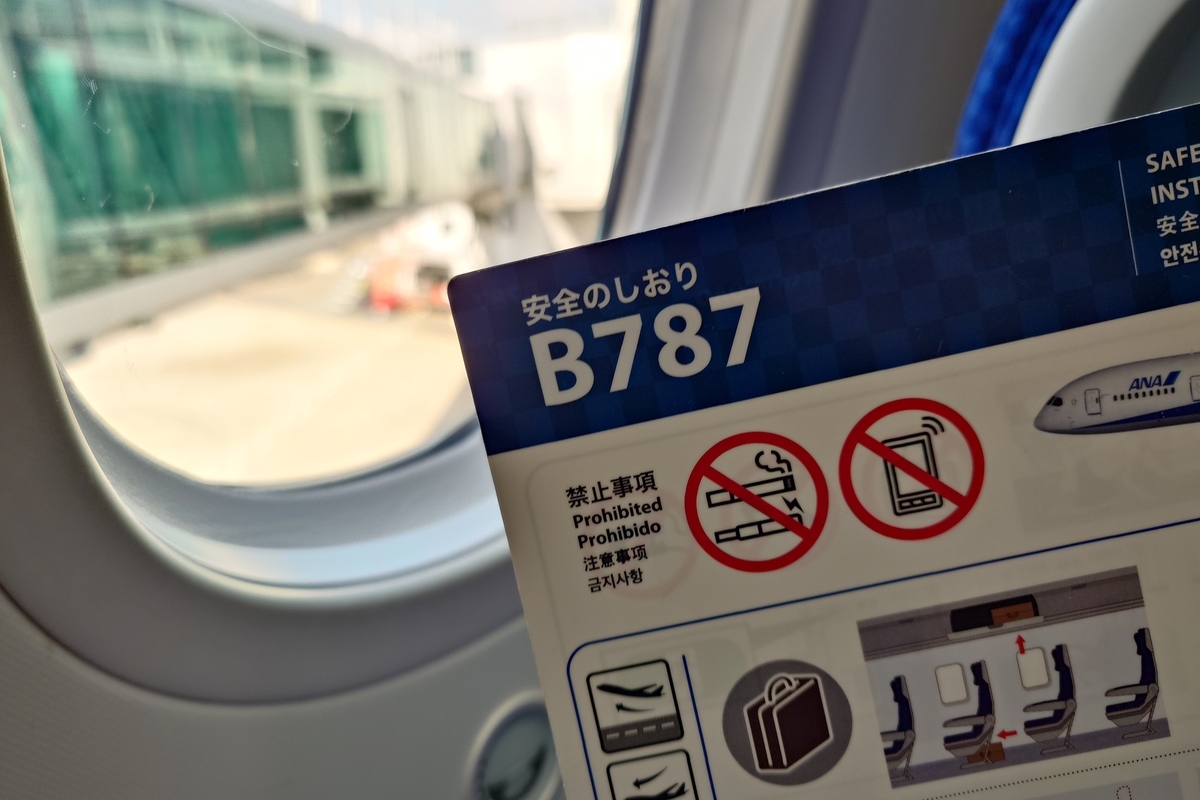 安全のしおり
B787
SAFE
INST
安全
안전
ANA
禁止事項
Prohibited
Prohibido
注意事项
금지사항